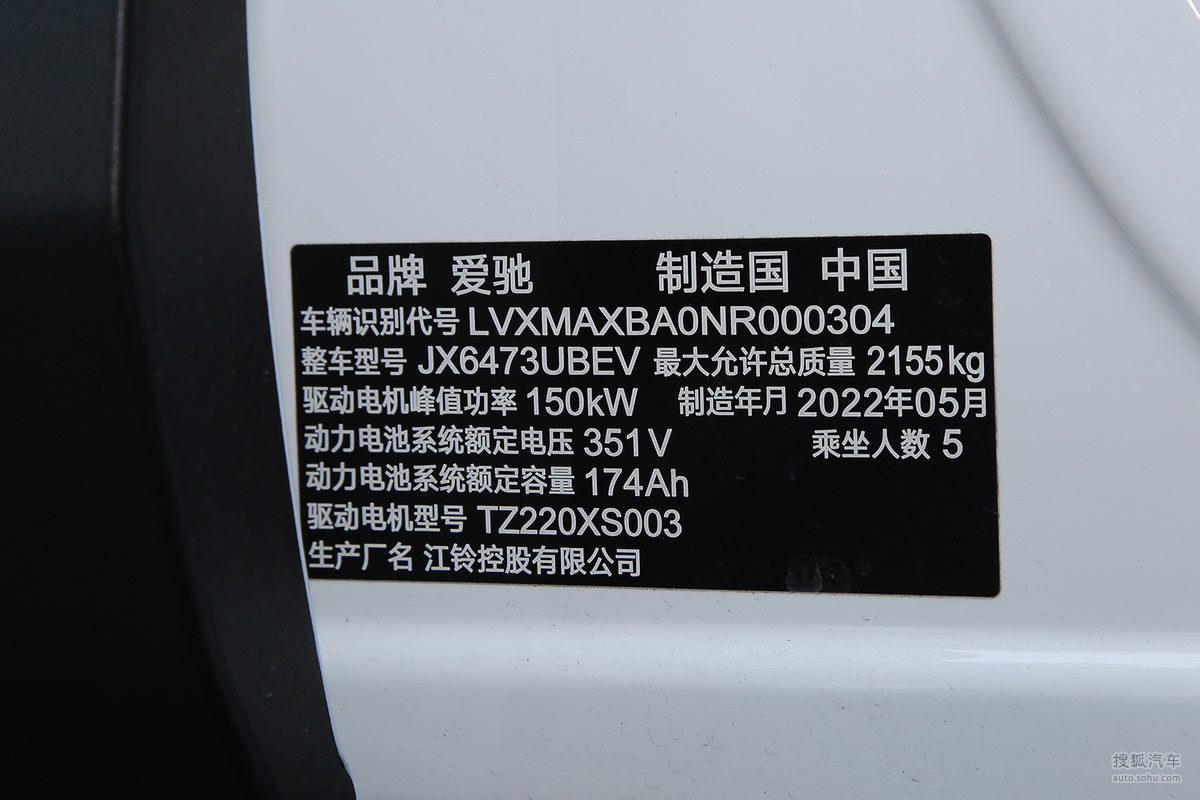 品牌 爱驰 制造国 中国
车辆识别代号 LVXMAXBA0NR000304
整车型号 JX6473UBEV 最大允许总质量 2155kg
驱动电机峰值功率 150kW 制造年月 2022年05月
动力电池系统额定电压 351V 乘坐人数 5
动力电池系统额定容量 174Ah
驱动电机型号 TZ220XS003
生产厂名 江铃控股有限公司
搜狐汽车
auto.sohu.com